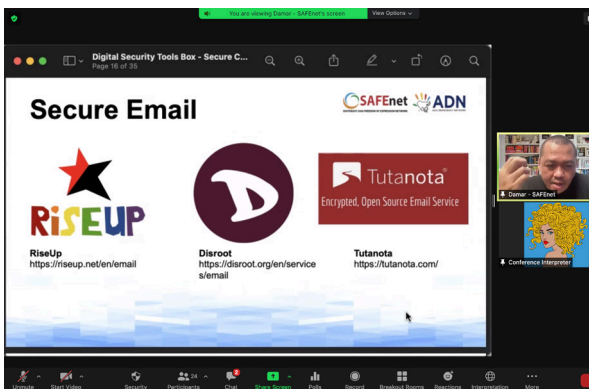 You are viewing Damar - SAFEnet's screen
View Options
Digital Security Tools Box - Secure C...
Page 16 of 35
Secure Email
SAFEnet
ADN
RiSEUP
Tutanota
Encrypted, Open Source Email Service
RiseUp
https://riseup.net/en/email
Disroot
https://disroot.org/en/service
s/email
Tutanota
https://tutanota.com/
Damar - SAFEnet
Conference Interpreter
Unmute
Start Video
Security
Participants
24
Chat
2
Share Screen
Polls
Record
Breakout Rooms
Reactions
Interpretation
More